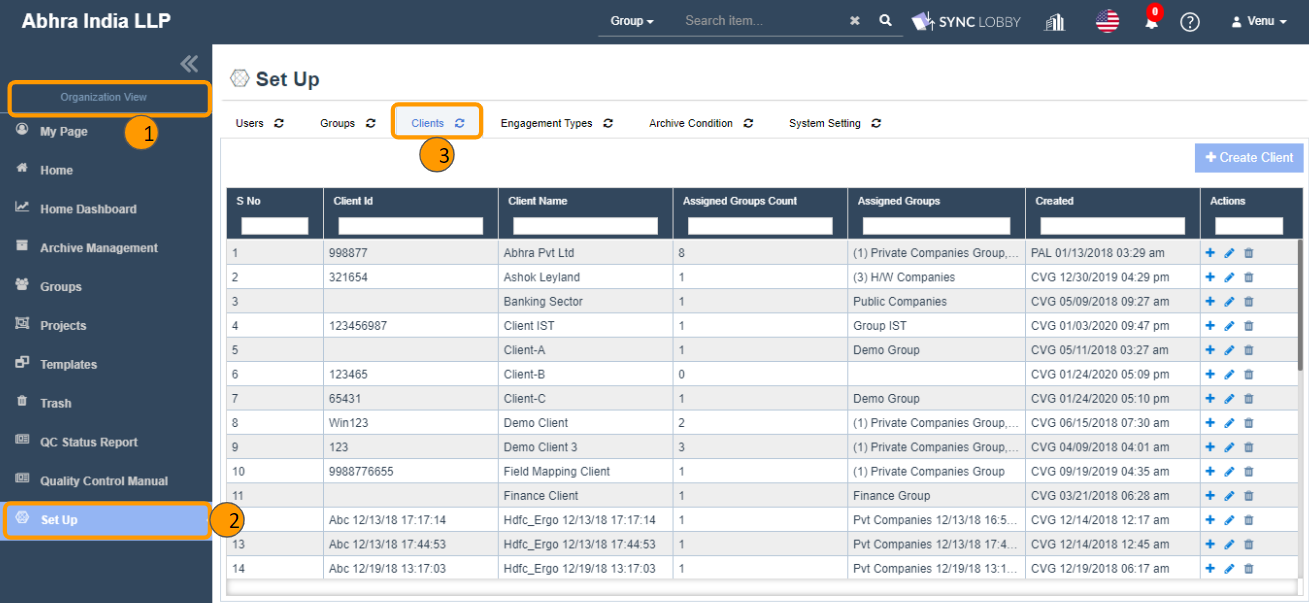 Abhra India LLP
Group Search item... SYNC LOBBY 0 Venu
Organization View
1
My Page
Home
Home Dashboard
Archive Management
Groups
Projects
Templates
Trash
QC Status Report
Quality Control Manual
Set Up
2
Set Up
Users Groups Clients Engagement Types Archive Condition System Setting
3
+ Create Client
S No Client Id Client Name Assigned Groups Count Assigned Groups Created Actions
1 998877 Abhra Pvt Ltd 8 (1) Private Companies Group,... PAL 01/13/2018 03:29 am
2 321654 Ashok Leyland 1 (3) H/W Companies CVG 12/30/2019 04:29 pm
3 Banking Sector 1 Public Companies CVG 05/09/2018 09:27 am
4 123456987 Client IST 1 Group IST CVG 01/03/2020 09:47 pm
5 Client-A 1 Demo Group CVG 05/11/2018 03:27 am
6 123465 Client-B 0 CVG 01/24/2020 05:09 pm
7 65431 Client-C 1 Demo Group CVG 01/24/2020 05:10 pm
8 Win123 Demo Client 2 (1) Private Companies Group,... CVG 06/15/2018 07:30 am
9 123 Demo Client 3 3 (1) Private Companies Group,... CVG 04/09/2018 04:01 am
10 9988776655 Field Mapping Client 1 (1) Private Companies Group CVG 09/19/2019 04:35 am
11 Finance Client 1 Finance Group CVG 03/21/2018 06:28 am
Abc 12/13/18 17:17:14 Hdfc_Ergo 12/13/18 17:17:14 1 Pvt Companies 12/13/18 16:5... CVG 12/14/2018 12:17 am
13 Abc 12/13/18 17:44:53 Hdfc_Ergo 12/13/18 17:44:53 1 Pvt Companies 12/13/18 17:4... CVG 12/14/2018 12:45 am
14 Abc 12/19/18 13:17:03 Hdfc_Ergo 12/19/18 13:17:03 1 Pvt Companies 12/19/18 13:1... CVG 12/19/2018 06:17 am